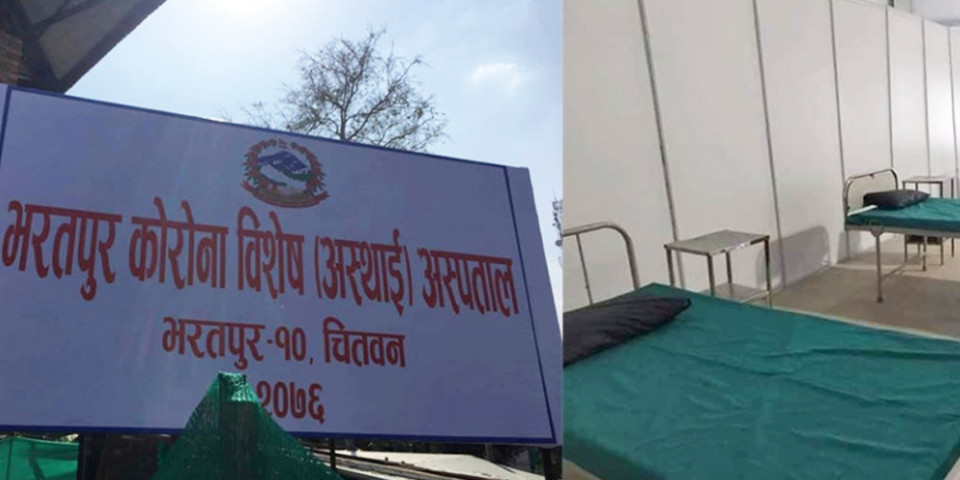 भरतपुर कोरोना विशेष (अस्थाई) अस्पताल
भरतपुर-१०, चितवन
२०७६